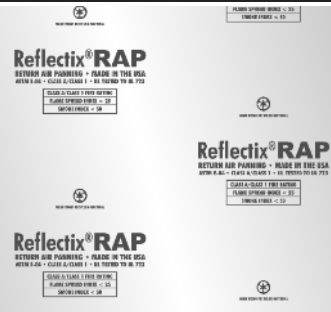 FLAME SPREAD INDEX < 25
SMOKE INDEX < 50
Reflectix®RAP
RETURN AIR PANNING • MADE IN THE USA
ASTM E-84 • CLASS A/CLASS 1 • UL TESTED TO UL 723
CLASS A/CLASS 1 FIRE RATING
FLAME SPREAD INDEX < 25
SMOKE INDEX < 50
Reflectix®RAP
RETURN AIR PANNING • MADE IN THE USA
ASTM E-84 • CLASS A/CLASS 1 • UL TESTED TO UL 723
CLASS A/CLASS 1 FIRE RATING
FLAME SPREAD INDEX < 25
SMOKE INDEX < 50
Reflectix®RAP
RETURN AIR PANNING • MADE IN THE USA
ASTM E-84 • CLASS A/CLASS 1 • UL TESTED TO UL 723
CLASS A/CLASS 1 FIRE RATING
FLAME SPREAD INDEX < 25
SMOKE INDEX < 50